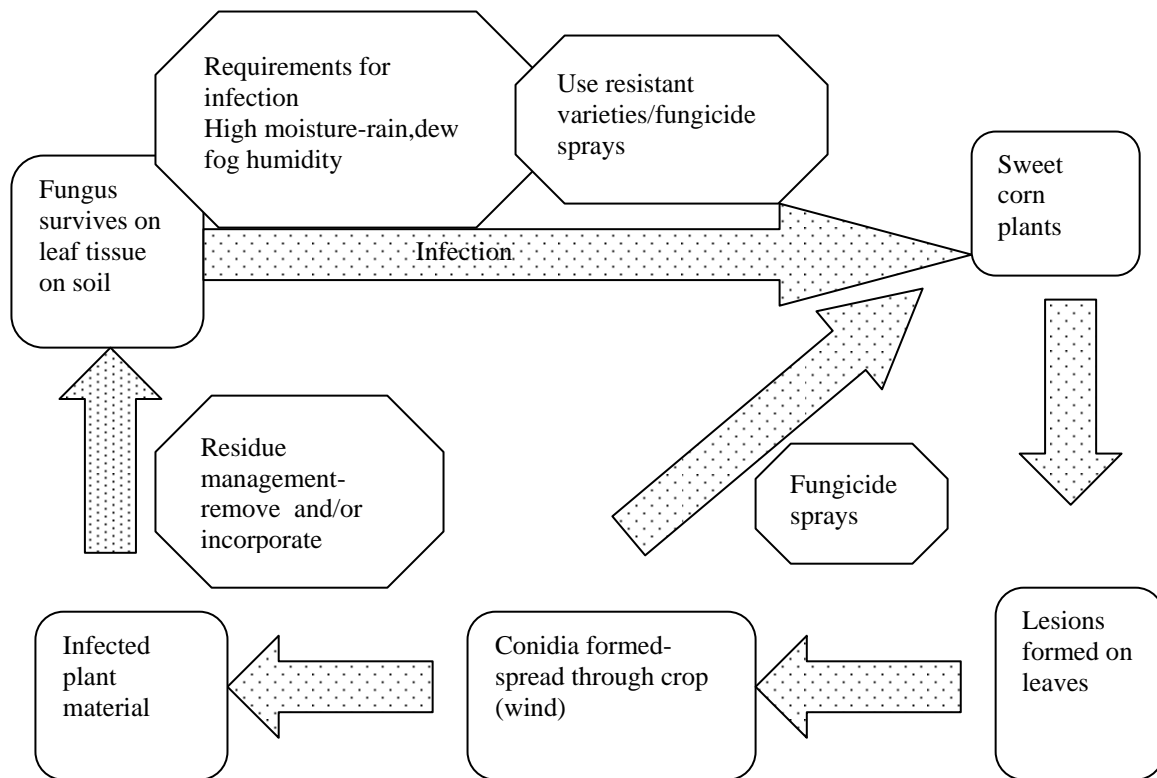 Requirements for
infection
High moisture-rain,dew
fog humidity
Use resistant
varieties/fungicide
sprays
Fungus
survives on
leaf tissue
on soil
Infection
Sweet
corn
plants
Residue
management-
remove and/or
incorporate
Fungicide
sprays
Infected
plant
material
Conidia formed-
spread through crop
(wind)
Lesions
formed on
leaves